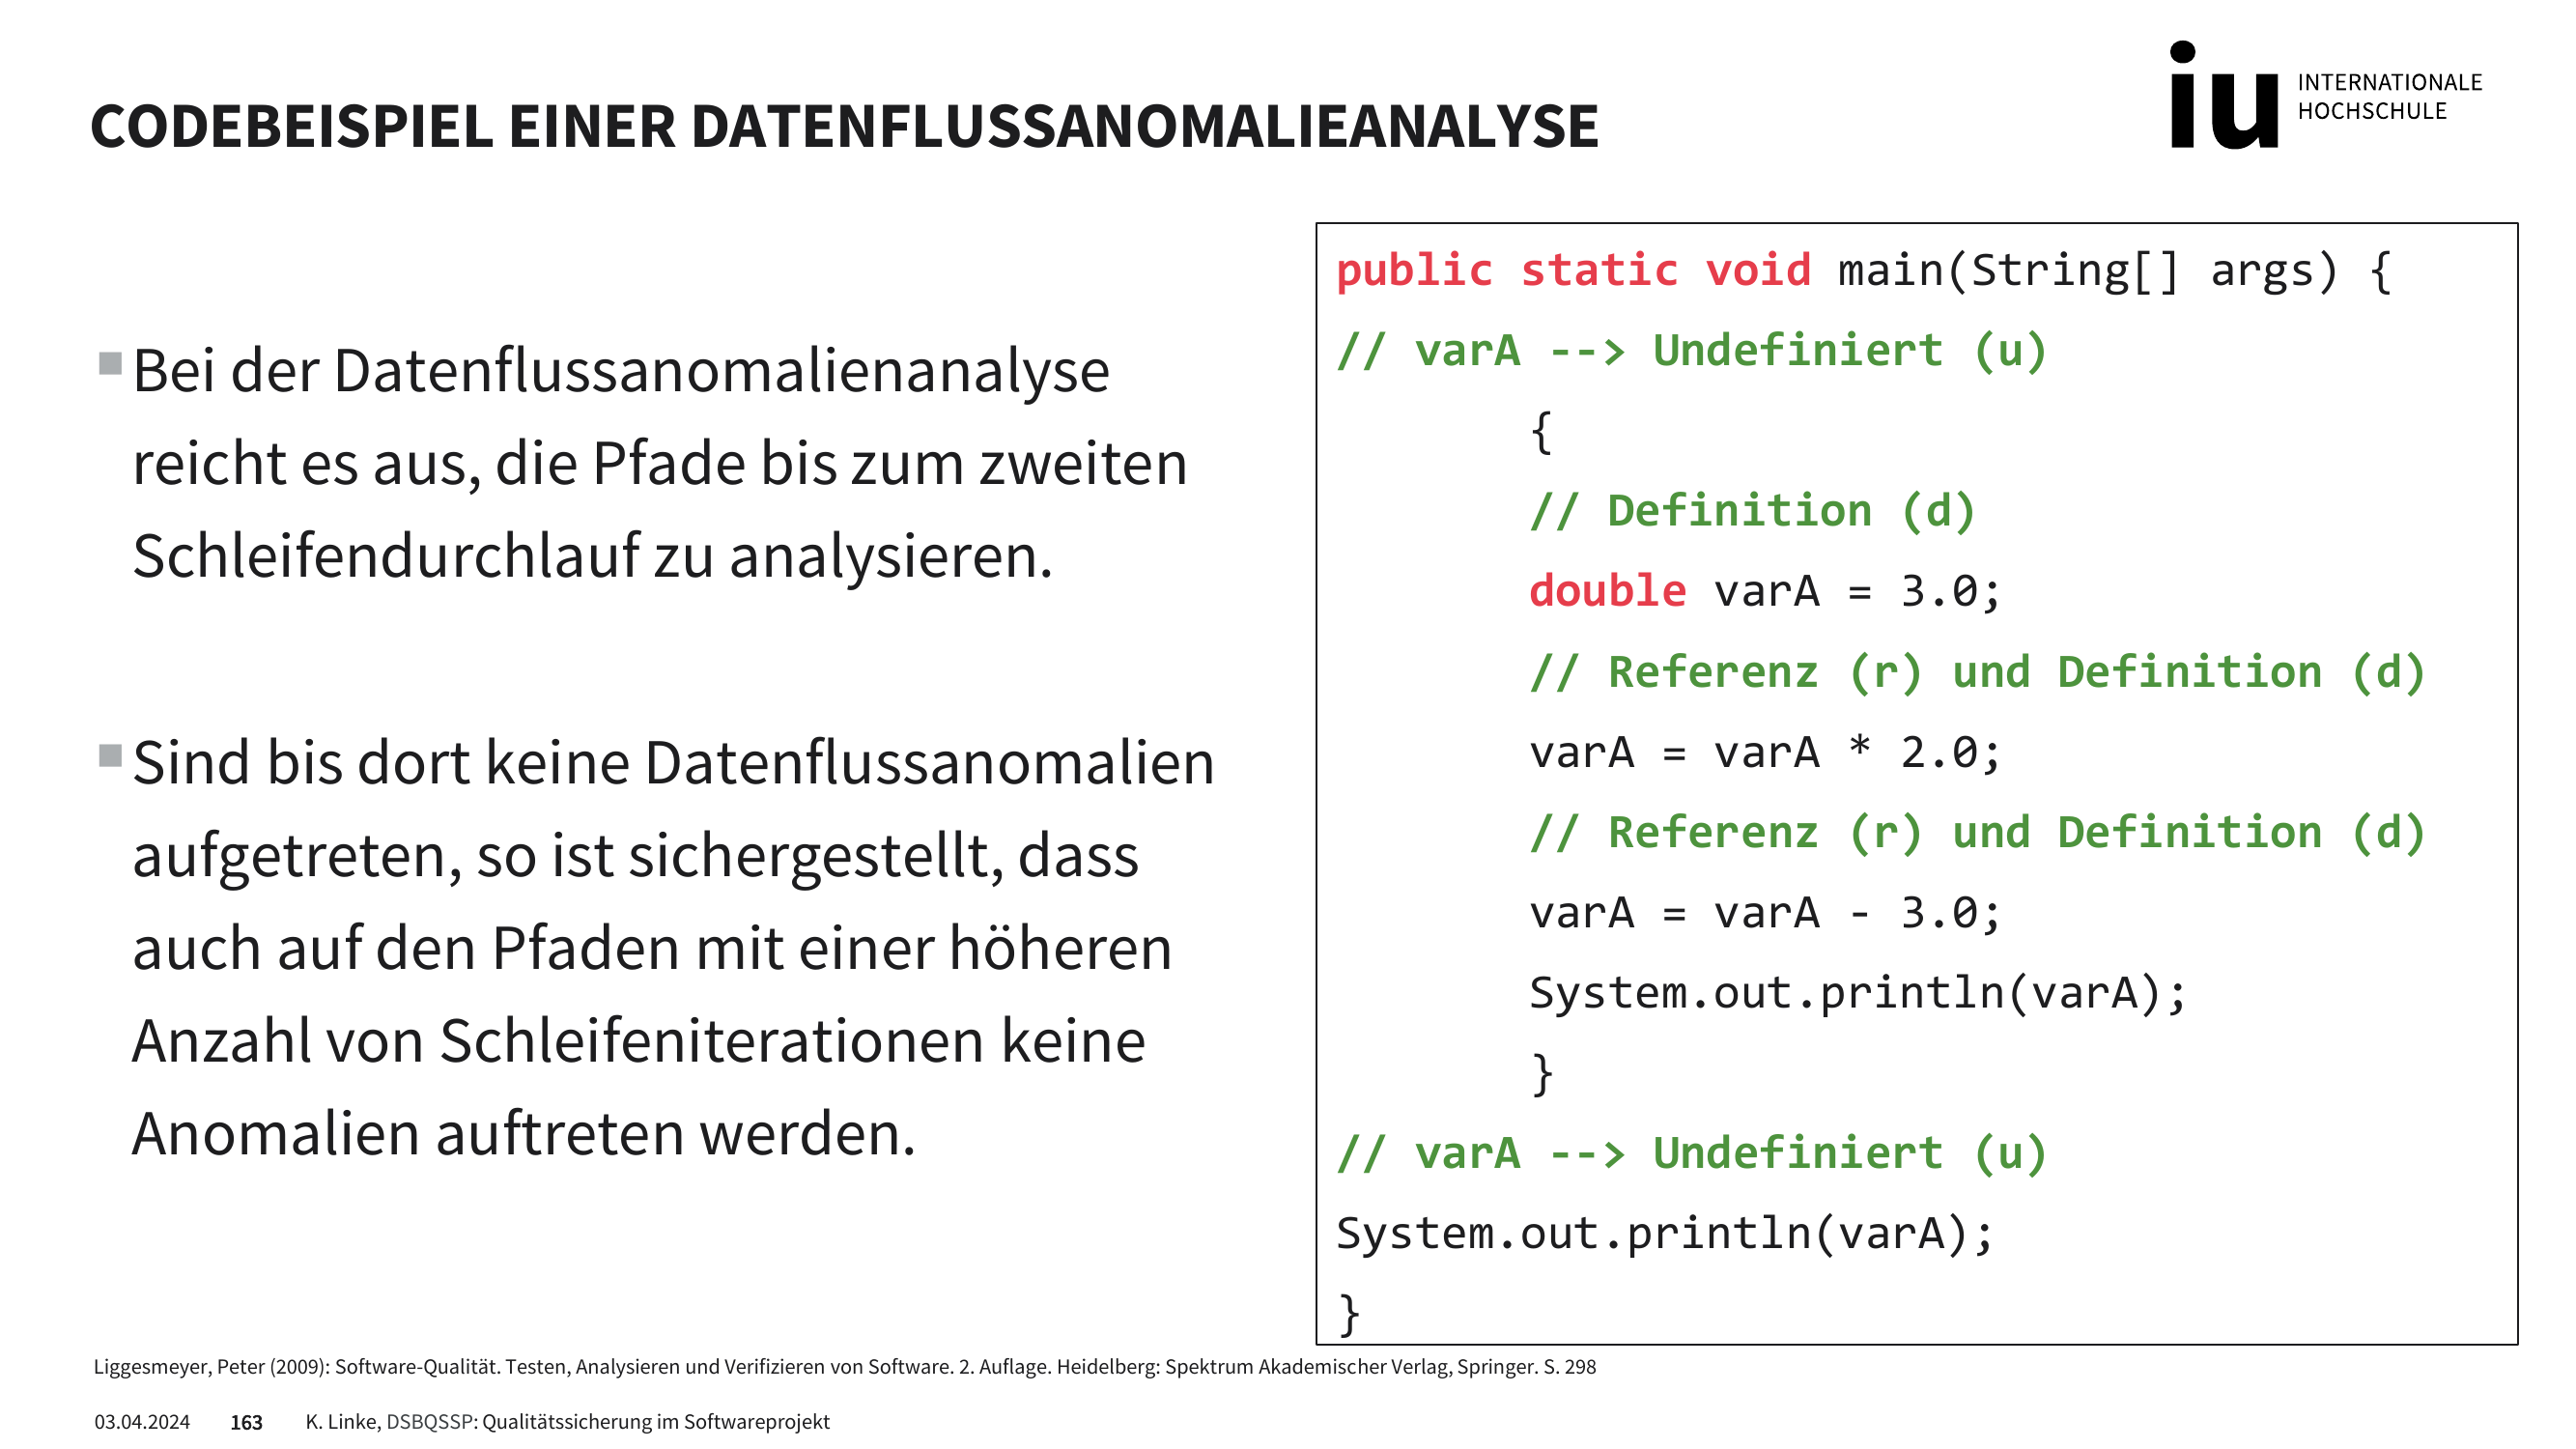 CODEBEISPIEL EINER DATENFLUSSANOMALIEANALYSE
iu INTERNATIONALE
HOCHSCHULE
Bei der Datenflussanomalienanalyse
reicht es aus, die Pfade bis zum zweiten
Schleifendurchlauf zu analysieren.
Sind bis dort keine Datenflussanomalien
aufgetreten, so ist sichergestellt, dass
auch auf den Pfaden mit einer höheren
Anzahl von Schleifeniterationen keine
Anomalien auftreten werden.
public static void main(String[] args) {
// varA --> Undefiniert (u)
{
// Definition (d)
double varA = 3.0;
// Referenz (r) und Definition (d)
varA = varA * 2.0;
// Referenz (r) und Definition (d)
varA = varA - 3.0;
System.out.println(varA);
}
// varA --> Undefiniert (u)
System.out.println(varA);
}
Liggesmeyer, Peter (2009): Software-Qualität. Testen, Analysieren und Verifizieren von Software. 2. Auflage. Heidelberg: Spektrum Akademischer Verlag, Springer. S. 298
03.04.2024 163 K. Linke, DSBQSSP: Qualitätssicherung im Softwareprojekt